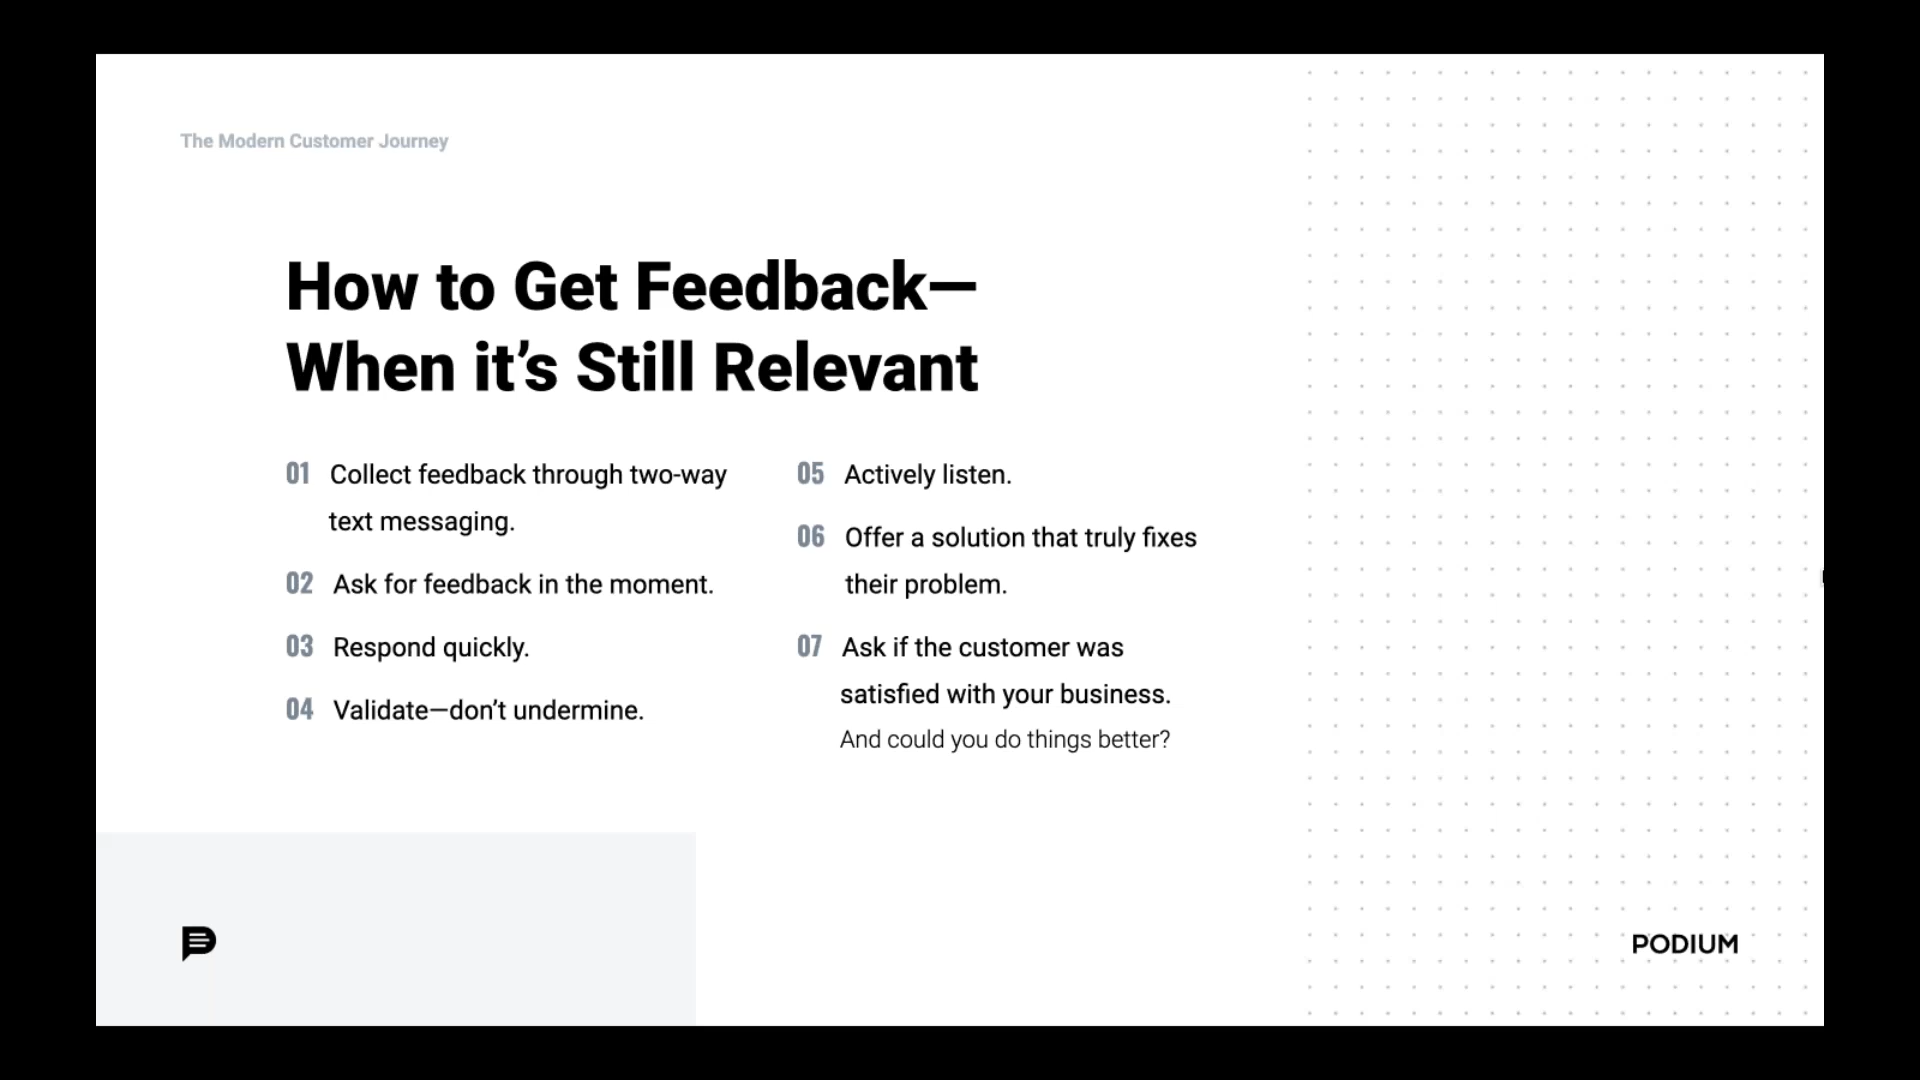 The Modern Customer Journey
How to Get Feedback—
When it’s Still Relevant
01 Collect feedback through two-way
text messaging.
02 Ask for feedback in the moment.
03 Respond quickly.
04 Validate—don’t undermine.
05 Actively listen.
06 Offer a solution that truly fixes
their problem.
07 Ask if the customer was
satisfied with your business.
And could you do things better?
PODIUM